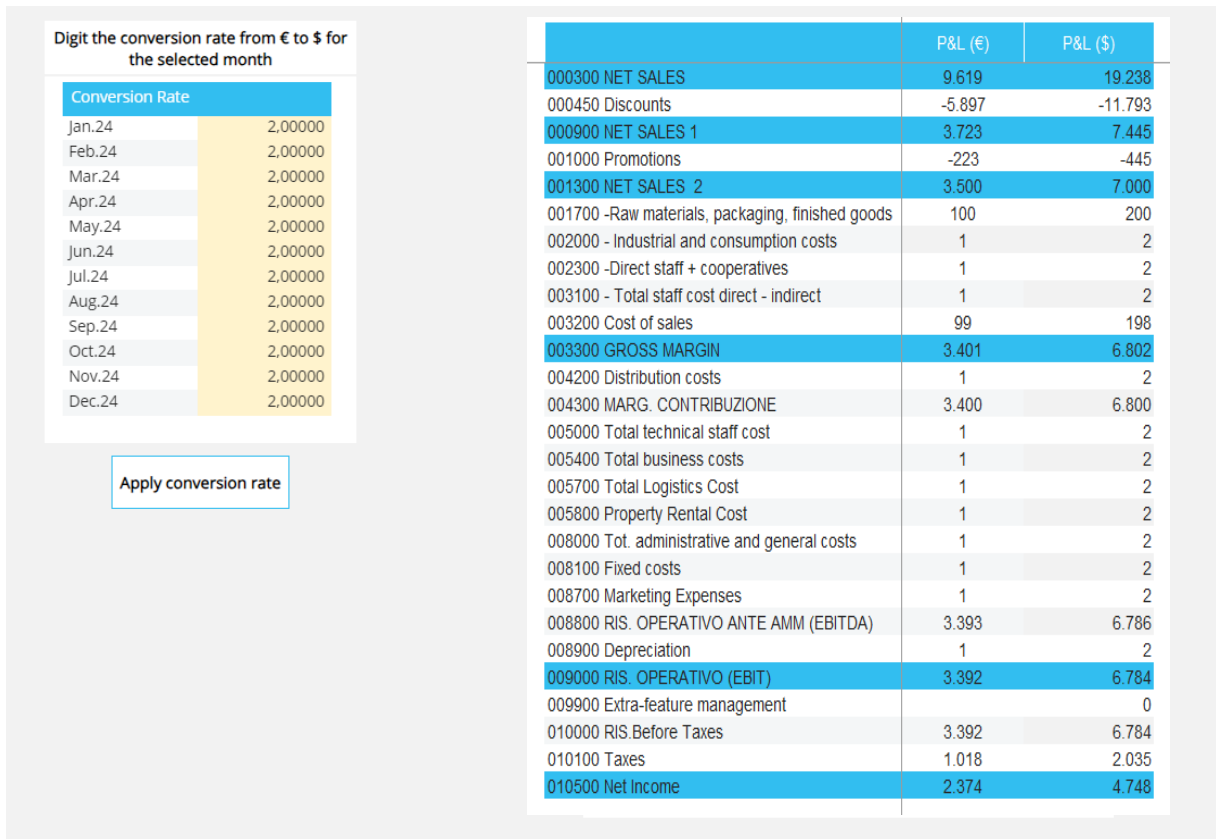 Digit the conversion rate from € to $ for
the selected month
Conversion Rate
Jan.24 2,00000
Feb.24 2,00000
Mar.24 2,00000
Apr.24 2,00000
May.24 2,00000
Jun.24 2,00000
Jul.24 2,00000
Aug.24 2,00000
Sep.24 2,00000
Oct.24 2,00000
Nov.24 2,00000
Dec.24 2,00000
Apply conversion rate
P&L (€) P&L ($)
000300 NET SALES 9.619 19.238
000450 Discounts -5.897 -11.793
000900 NET SALES 1 3.723 7.445
001000 Promotions -223 -445
001300 NET SALES 2 3.500 7.000
001700 -Raw materials, packaging, finished goods 100 200
002000 - Industrial and consumption costs 1 2
002300 -Direct staff + cooperatives 1 2
003100 - Total staff cost direct - indirect 1 2
003200 Cost of sales 99 198
003300 GROSS MARGIN 3.401 6.802
004200 Distribution costs 1 2
004300 MARG. CONTRIBUZIONE 3.400 6.800
005000 Total technical staff cost 1 2
005400 Total business costs 1 2
005700 Total Logistics Cost 1 2
005800 Property Rental Cost 1 2
008000 Tot. administrative and general costs 1 2
008100 Fixed costs 1 2
008700 Marketing Expenses 1 2
008800 RIS. OPERATIVO ANTE AMM (EBITDA) 3.393 6.786
008900 Depreciation 1 2
009000 RIS. OPERATIVO (EBIT) 3.392 6.784
009900 Extra-feature management 0
010000 RIS.Before Taxes 3.392 6.784
010100 Taxes 1.018 2.035
010500 Net Income 2.374 4.748